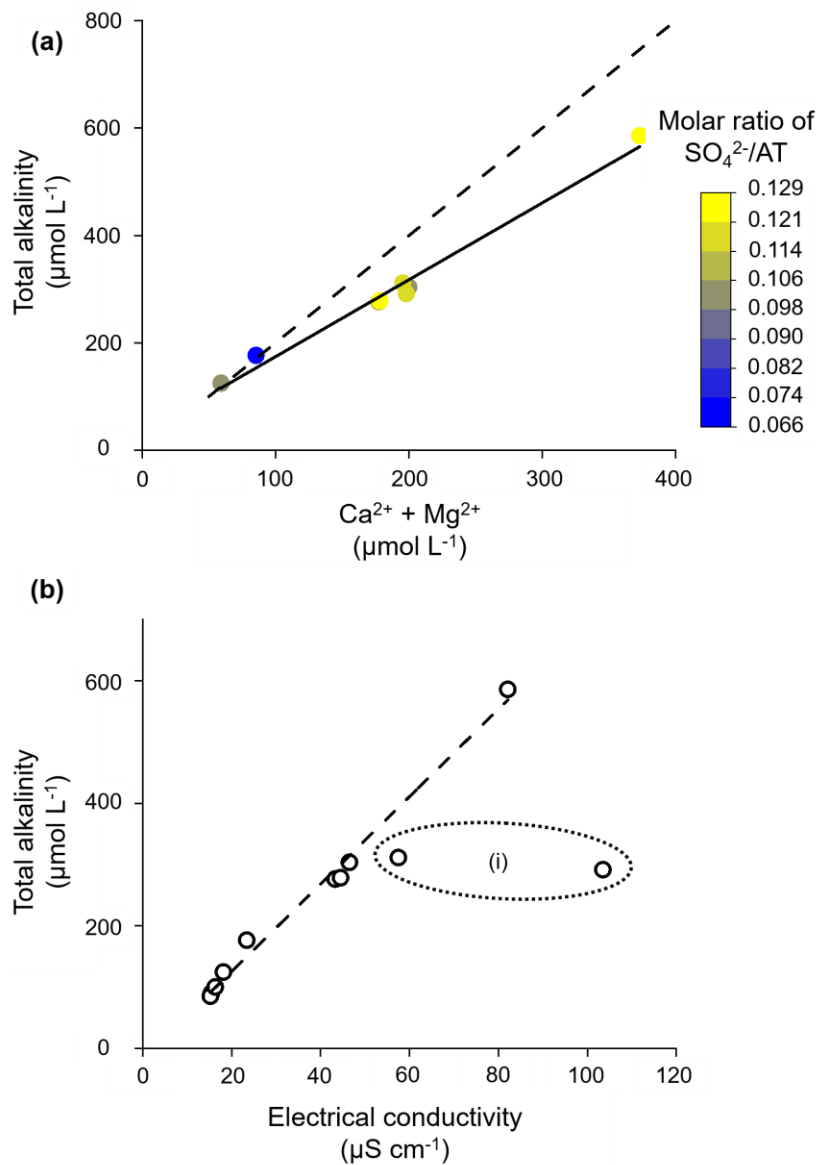 (a)
800
600
400
200
0
Total alkalinity
(µmol L⁻¹)
0 100 200 300 400
Ca²⁺ + Mg²⁺
(µmol L⁻¹)
Molar ratio of
SO₄²⁻/AT
0.129
0.121
0.114
0.106
0.098
0.090
0.082
0.074
0.066
(b)
600
400
200
0
Total alkalinity
(µmol L⁻¹)
(i)
0 20 40 60 80 100 120
Electrical conductivity
(µS cm⁻¹)